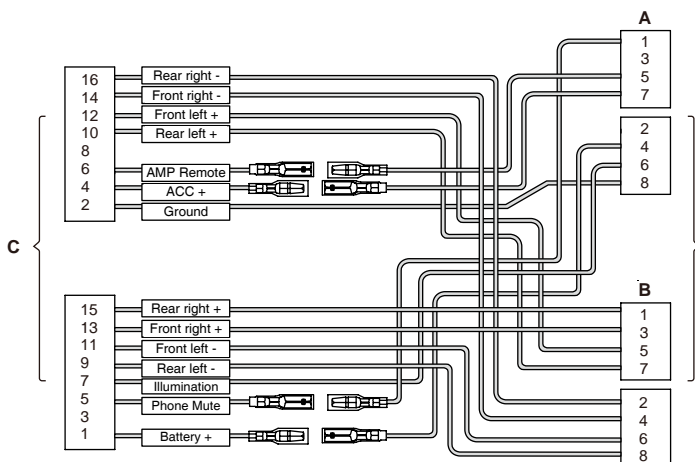 A
1
3
5
7
2
4
6
8
16 Rear right -
14 Front right -
12 Front left +
10 Rear left +
8
6 AMP Remote
4 ACC +
2 Ground
C
15 Rear right +
13 Front right +
11 Front left -
9 Rear left -
7 Illumination
5 Phone Mute
3
1 Battery +
B
1
3
5
7
2
4
6
8